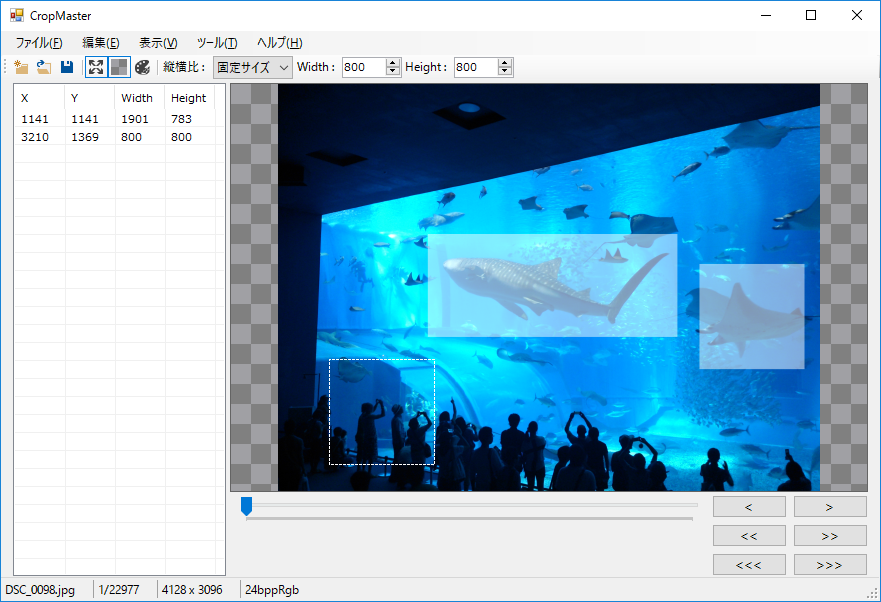 CropMaster
ファイル(F) 編集(E) 表示(V) ツール(T) ヘルプ(H)
縦横比： 固定サイズ Width： 800 Height： 800
X Y Width Height
1141 1141 1901 783
3210 1369 800 800
< >
<< >>
<<< >>>
DSC_0098.jpg 1/22977 4128 x 3096 24bppRgb